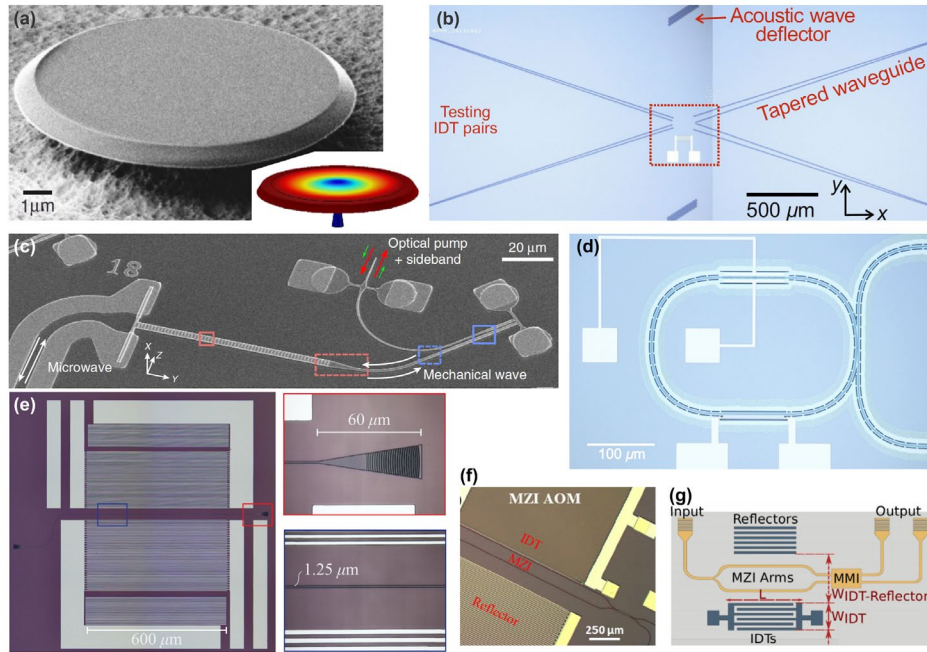 (a)
1μm
(b)
Acoustic wave
deflector
Testing
IDT pairs
Tapered waveguide
500 μm
y
x
(c)
18
Optical pump
+ sideband
20 μm
Microwave
X
Z
Y
Mechanical wave
(d)
100 μm
(e)
600 μm
60 μm
1.25 μm
(f)
MZI AOM
IDT
MZI
Reflector
250 μm
(g)
Input
Output
Reflectors
MZI Arms
MMI
L
WIDT-Reflector
WIDT
IDTs